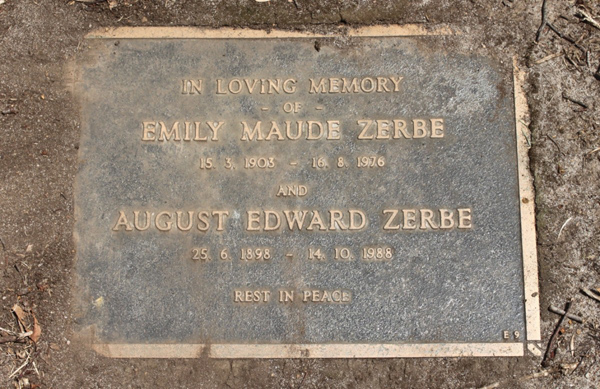 IN LOVING MEMORY
- OF -
EMILY MAUDE ZERBE
15. 3. 1903 - 16. 8. 1976
AND
AUGUST EDWARD ZERBE
25. 6. 1898 - 14. 10. 1988
REST IN PEACE
E 9